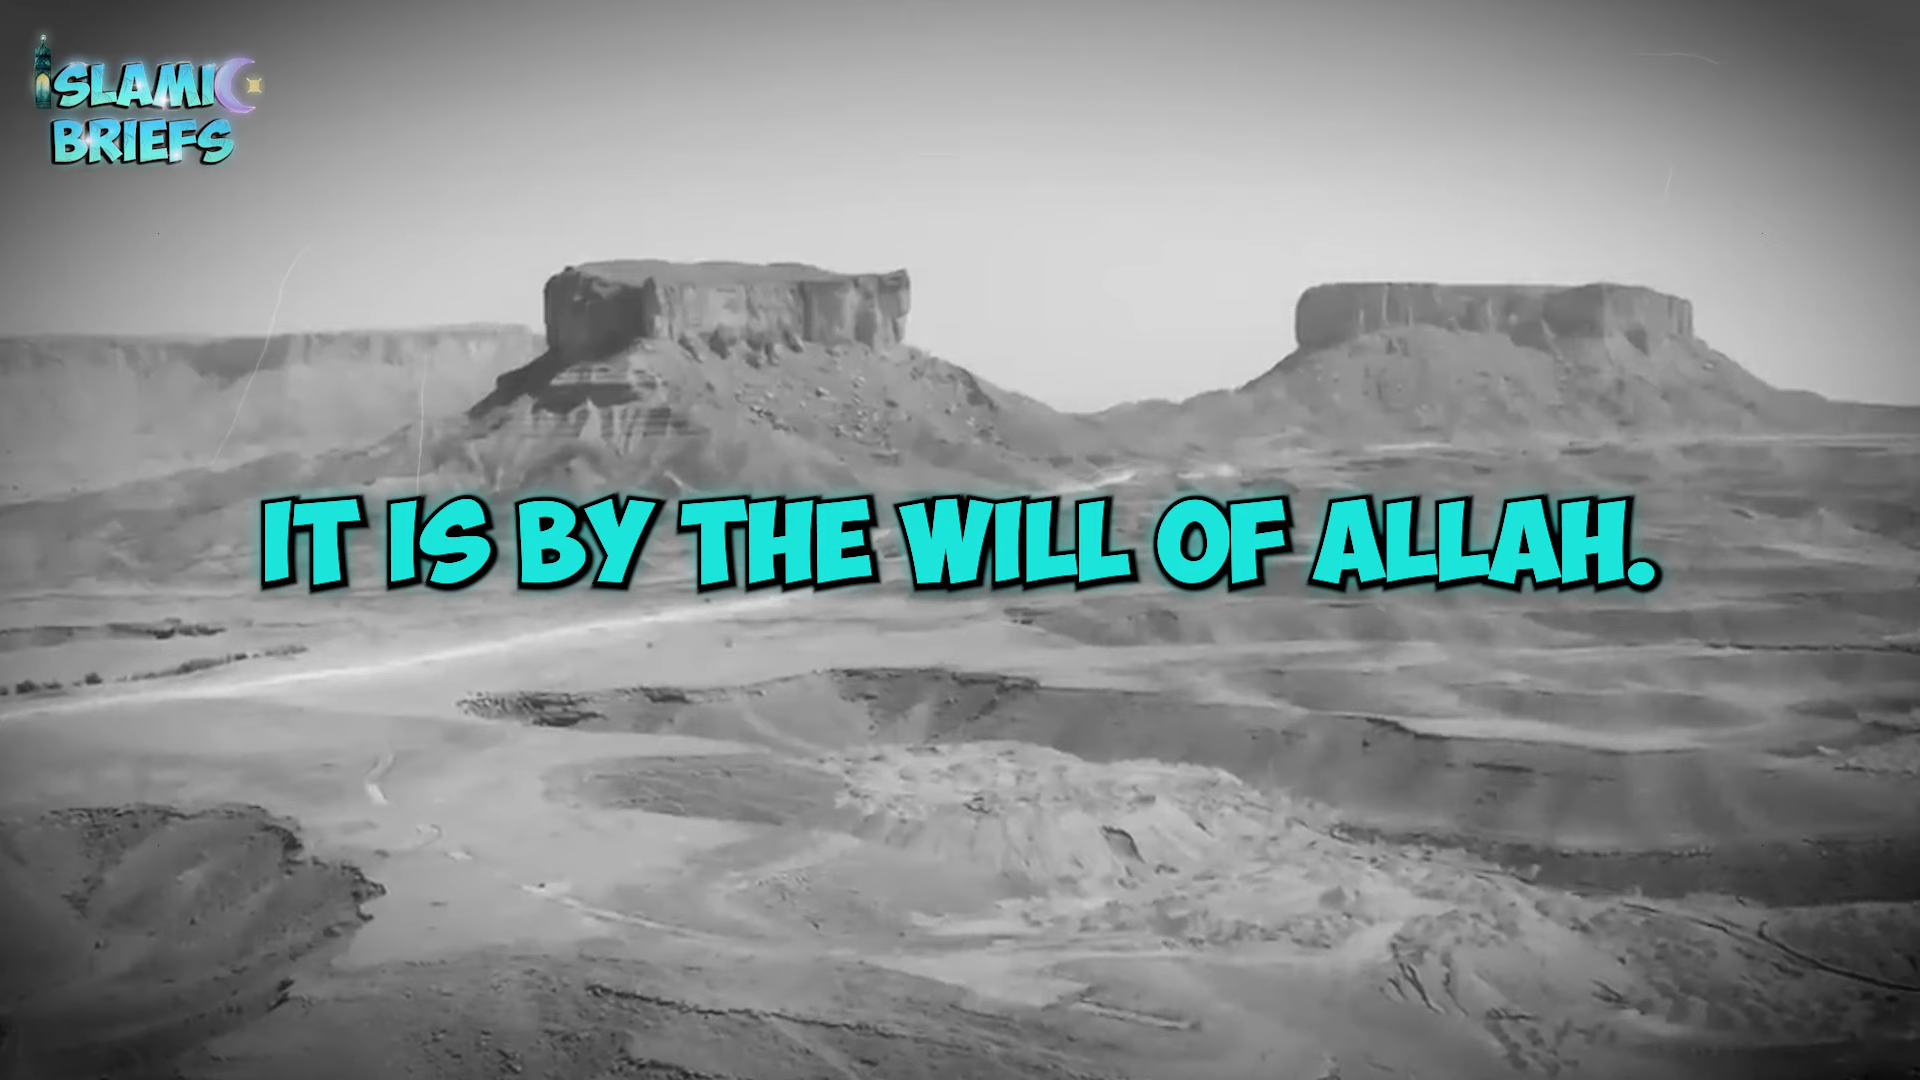 ISLAMIC
BRIEFS
IT IS BY THE WILL OF ALLAH.